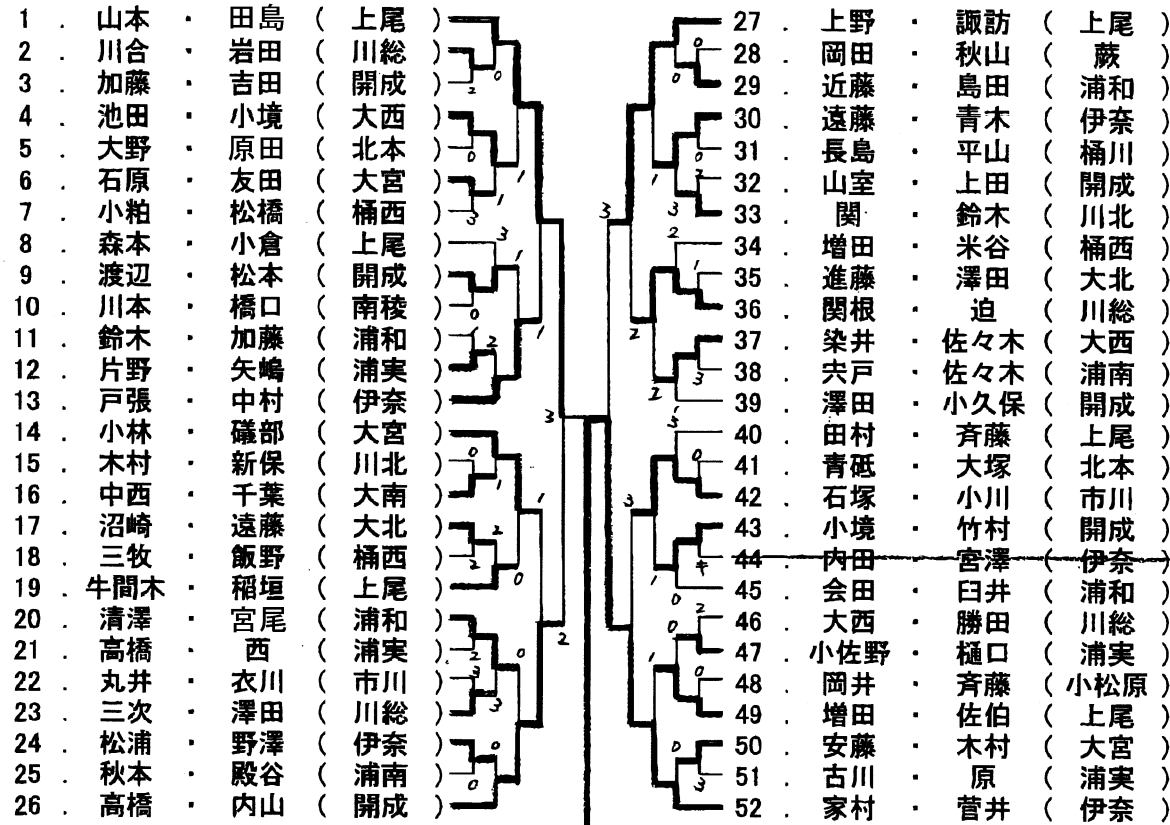 1 . 山本 ・ 田島 ( 上尾 )
2 . 川合 ・ 岩田 ( 川総 )
3 . 加藤 ・ 吉田 ( 開成 )
4 . 池田 ・ 小境 ( 大西 )
5 . 大野 ・ 原田 ( 北本 )
6 . 石原 ・ 友田 ( 大宮 )
7 . 小粕 ・ 松橋 ( 桶西 )
8 . 森本 ・ 小倉 ( 上尾 )
9 . 渡辺 ・ 松本 ( 開成 )
10 . 川本 ・ 橋口 ( 南稜 )
11 . 鈴木 ・ 加藤 ( 浦和 )
12 . 片野 ・ 矢嶋 ( 浦実 )
13 . 戸張 ・ 中村 ( 伊奈 )
14 . 小林 ・ 礒部 ( 大宮 )
15 . 木村 ・ 新保 ( 川北 )
16 . 中西 ・ 千葉 ( 大南 )
17 . 沼崎 ・ 遠藤 ( 大北 )
18 . 三牧 ・ 飯野 ( 桶西 )
19 . 牛間木 ・ 稲垣 ( 上尾 )
20 . 清澤 ・ 宮尾 ( 浦和 )
21 . 高橋 ・ 西 ( 浦実 )
22 . 丸井 ・ 衣川 ( 市川 )
23 . 三次 ・ 澤田 ( 川総 )
24 . 松浦 ・ 野澤 ( 伊奈 )
25 . 秋本 ・ 殿谷 ( 浦南 )
26 . 高橋 ・ 内山 ( 開成 )
27 . 上野 ・ 諏訪 ( 上尾 )
28 . 岡田 ・ 秋山 ( 蕨 )
29 . 近藤 ・ 島田 ( 浦和 )
30 . 遠藤 ・ 青木 ( 伊奈 )
31 . 長島 ・ 平山 ( 桶川 )
32 . 山室 ・ 上田 ( 開成 )
33 . 関 ・ 鈴木 ( 川北 )
34 . 増田 ・ 米谷 ( 桶西 )
35 . 進藤 ・ 澤田 ( 大北 )
36 . 関根 ・ 迫 ( 川総 )
37 . 染井 ・ 佐々木 ( 大西 )
38 . 宍戸 ・ 佐々木 ( 浦南 )
39 . 澤田 ・ 小久保 ( 開成 )
40 . 田村 ・ 斉藤 ( 上尾 )
41 . 青砥 ・ 大塚 ( 北本 )
42 . 石塚 ・ 小川 ( 市川 )
43 . 小境 ・ 竹村 ( 開成 )
44 . 内田 ・ 宮澤 ( 伊奈 )
45 . 会田 ・ 臼井 ( 浦和 )
46 . 大西 ・ 勝田 ( 川総 )
47 . 小佐野 ・ 樋口 ( 浦実 )
48 . 岡井 ・ 斉藤 ( 小松原 )
49 . 増田 ・ 佐伯 ( 上尾 )
50 . 安藤 ・ 木村 ( 大宮 )
51 . 古川 ・ 原 ( 浦実 )
52 . 家村 ・ 菅井 ( 伊奈 )